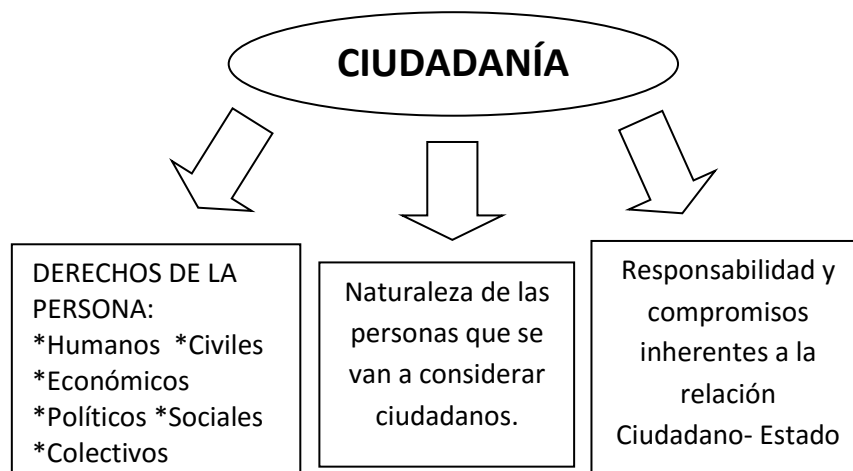 CIUDADANÍA
DERECHOS DE LA
PERSONA:
*Humanos *Civiles
*Económicos
*Políticos *Sociales
*Colectivos
Naturaleza de las
personas que se
van a considerar
ciudadanos.
Responsabilidad y
compromisos
inherentes a la
relación
Ciudadano- Estado